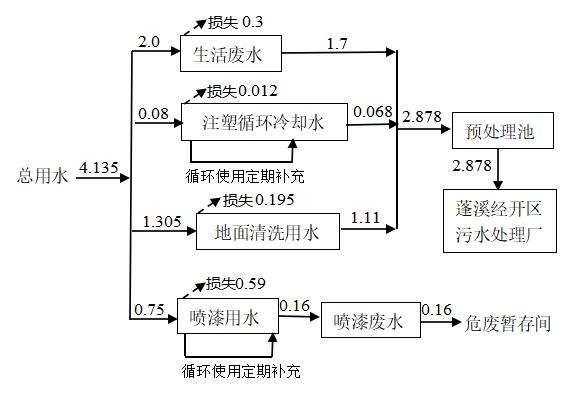 损失0.3
2.0
生活废水
1.7
损失0.012
0.08
注塑循环冷却水
0.068
2.878
预处理池
循环使用定期补充
2.878
总用水
4.135
损失0.195
1.305
地面清洗用水
1.11
蓬溪经开区
污水处理厂
损失0.59
0.75
喷漆用水
0.16
喷漆废水
0.16
危废暂存间
循环使用定期补充